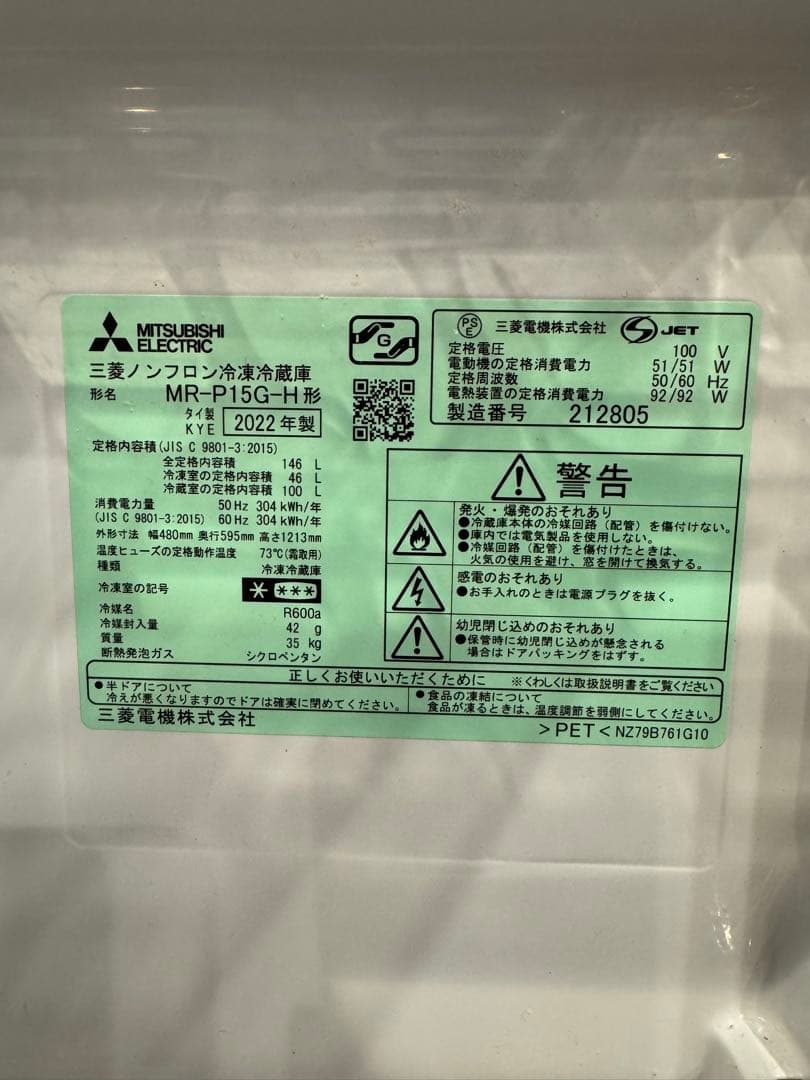 MITSUBISHI
ELECTRIC
G
三菱ノンフロン冷凍冷蔵庫
形名 MR-P15G-H形
タイ製
KYE 2022年製
PS
E 三菱電機株式会社 S JET
定格電圧 100 V
電動機の定格消費電力 51/51 W
定格周波数 50/60 Hz
電熱装置の定格消費電力 92/92 W
製造番号 212805
定格内容積(JIS C 9801-3:2015)
全定格内容積 146 L
冷凍室の定格内容積 46 L
冷蔵室の定格内容積 100 L
消費電力量 50Hz 304kWh/年
(JIS C 9801-3:2015) 60Hz 304kWh/年
外形寸法 幅480mm 奥行595mm 高さ1213mm
温度ヒューズの定格動作温度 73℃(霜取用)
種類 冷凍冷蔵庫
冷凍室の記号
冷媒名 R600a
冷媒封入量 42 g
質量 35 kg
断熱発泡ガス シクロペンタン
警告
発火・爆発のおそれあり
●冷蔵庫本体の冷媒回路(配管)を傷付けない。
●庫内では電気製品を使用しない。
●冷媒回路(配管)を傷付けたときは、
火気の使用を避け、窓を開けて換気する。
感電のおそれあり
●お手入れのときは電源プラグを抜く。
幼児閉じ込めのおそれあり
●保管時に幼児閉じ込めが懸念される
場合はドアパッキングをはずす。
正しくお使いいただくために ※くわしくは取扱説明書をご覧ください
●半ドアについて
冷えが悪くなりますのでドアは確実に閉めてください。
●食品の凍結について
食品が凍るときは、温度調節を弱側にしてください。
三菱電機株式会社
>PET< NZ79B761G10